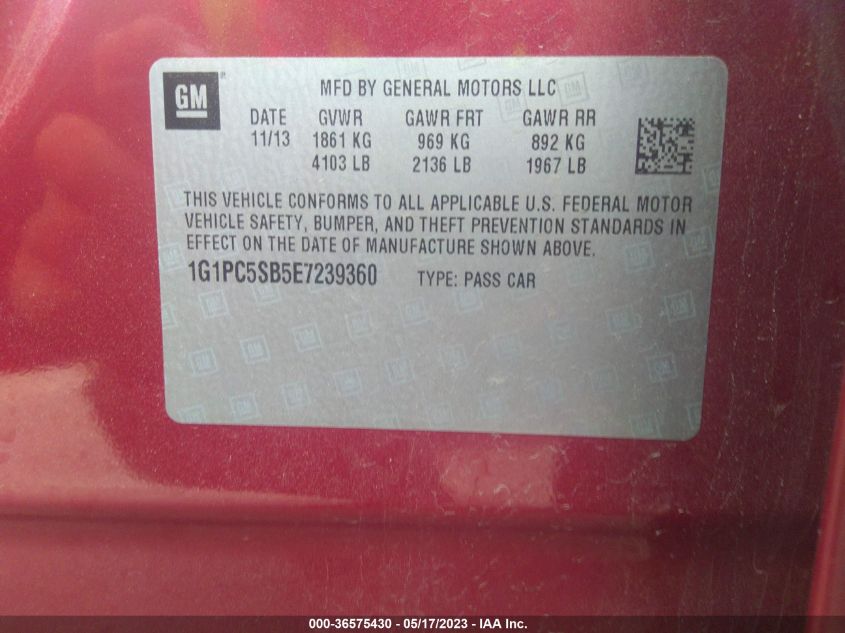 GM ®
MFD BY GENERAL MOTORS LLC
DATE GVWR GAWR FRT GAWR RR
11/13 1861 KG 969 KG 892 KG
4103 LB 2136 LB 1967 LB
THIS VEHICLE CONFORMS TO ALL APPLICABLE U.S. FEDERAL MOTOR
VEHICLE SAFETY, BUMPER, AND THEFT PREVENTION STANDARDS IN
EFFECT ON THE DATE OF MANUFACTURE SHOWN ABOVE.
1G1PC5SB5E7239360 TYPE: PASS CAR
000-36575430 - 05/17/2023 - IAA Inc.